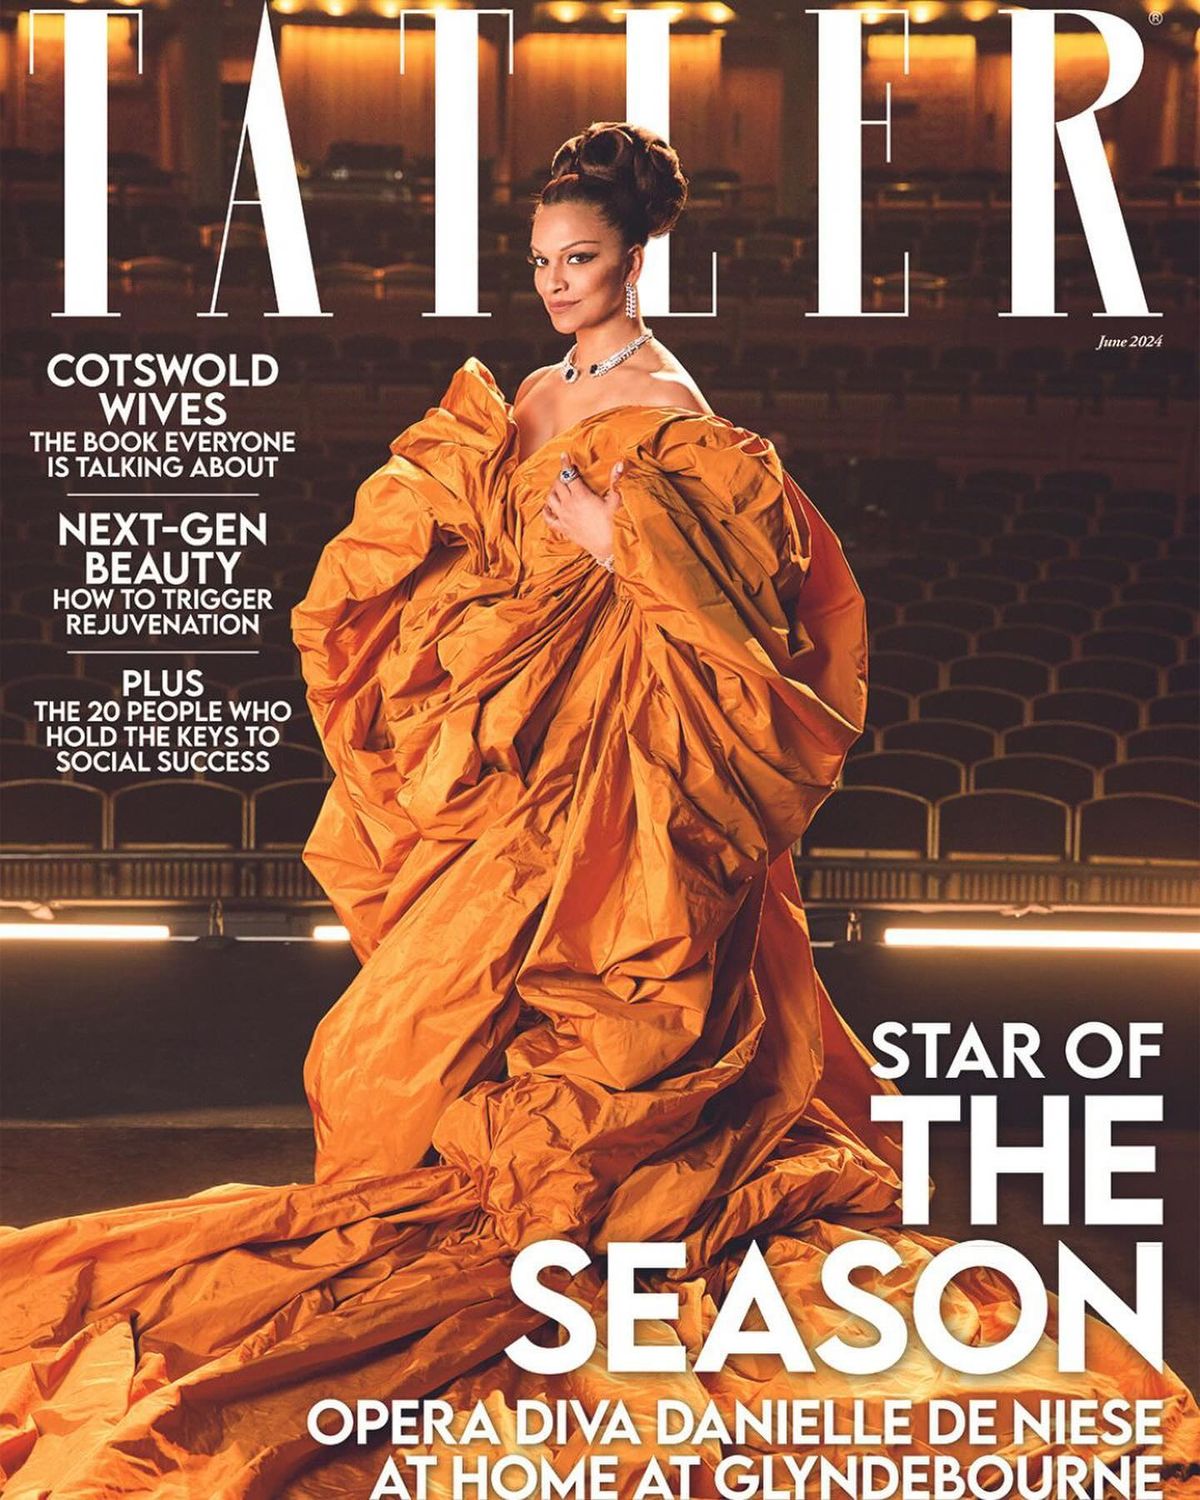 TATLER®
June 2024
COTSWOLD
WIVES
THE BOOK EVERYONE
IS TALKING ABOUT
NEXT-GEN
BEAUTY
HOW TO TRIGGER
REJUVENATION
PLUS
THE 20 PEOPLE WHO
HOLD THE KEYS TO
SOCIAL SUCCESS
STAR OF
THE
SEASON
OPERA DIVA DANIELLE DE NIESE
AT HOME AT GLYNDEBOURNE